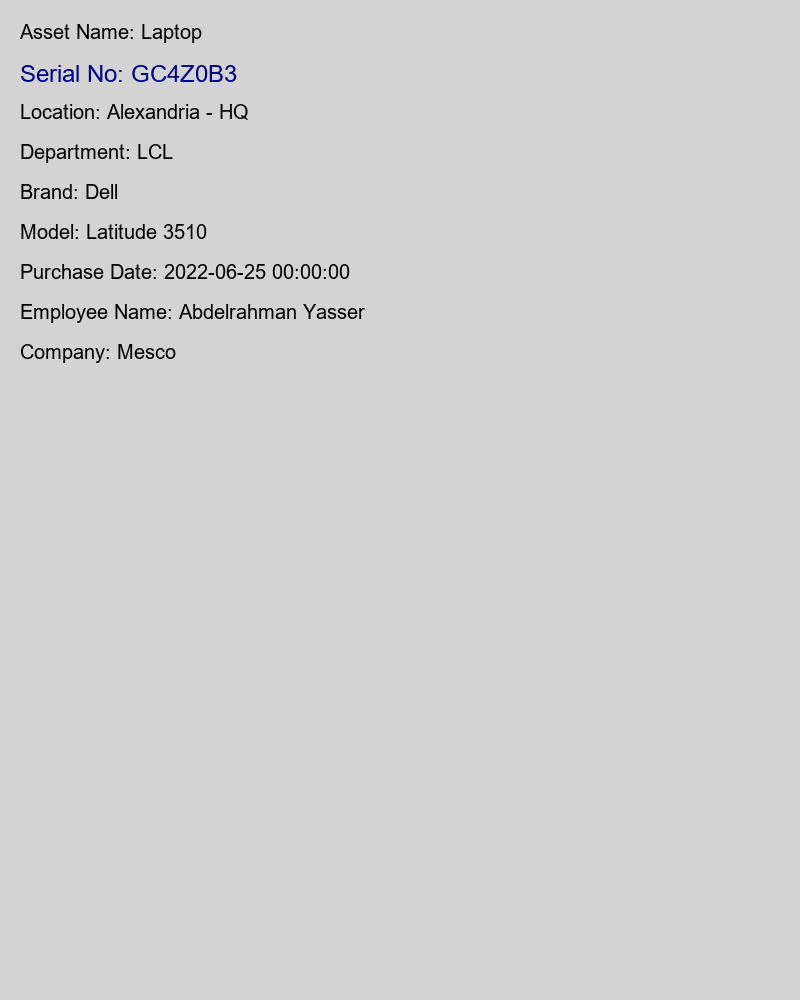 Asset Name: Laptop
Serial No: GC4Z0B3
Location: Alexandria - HQ
Department: LCL
Brand: Dell
Model: Latitude 3510
Purchase Date: 2022-06-25 00:00:00
Employee Name: Abdelrahman Yasser
Company: Mesco